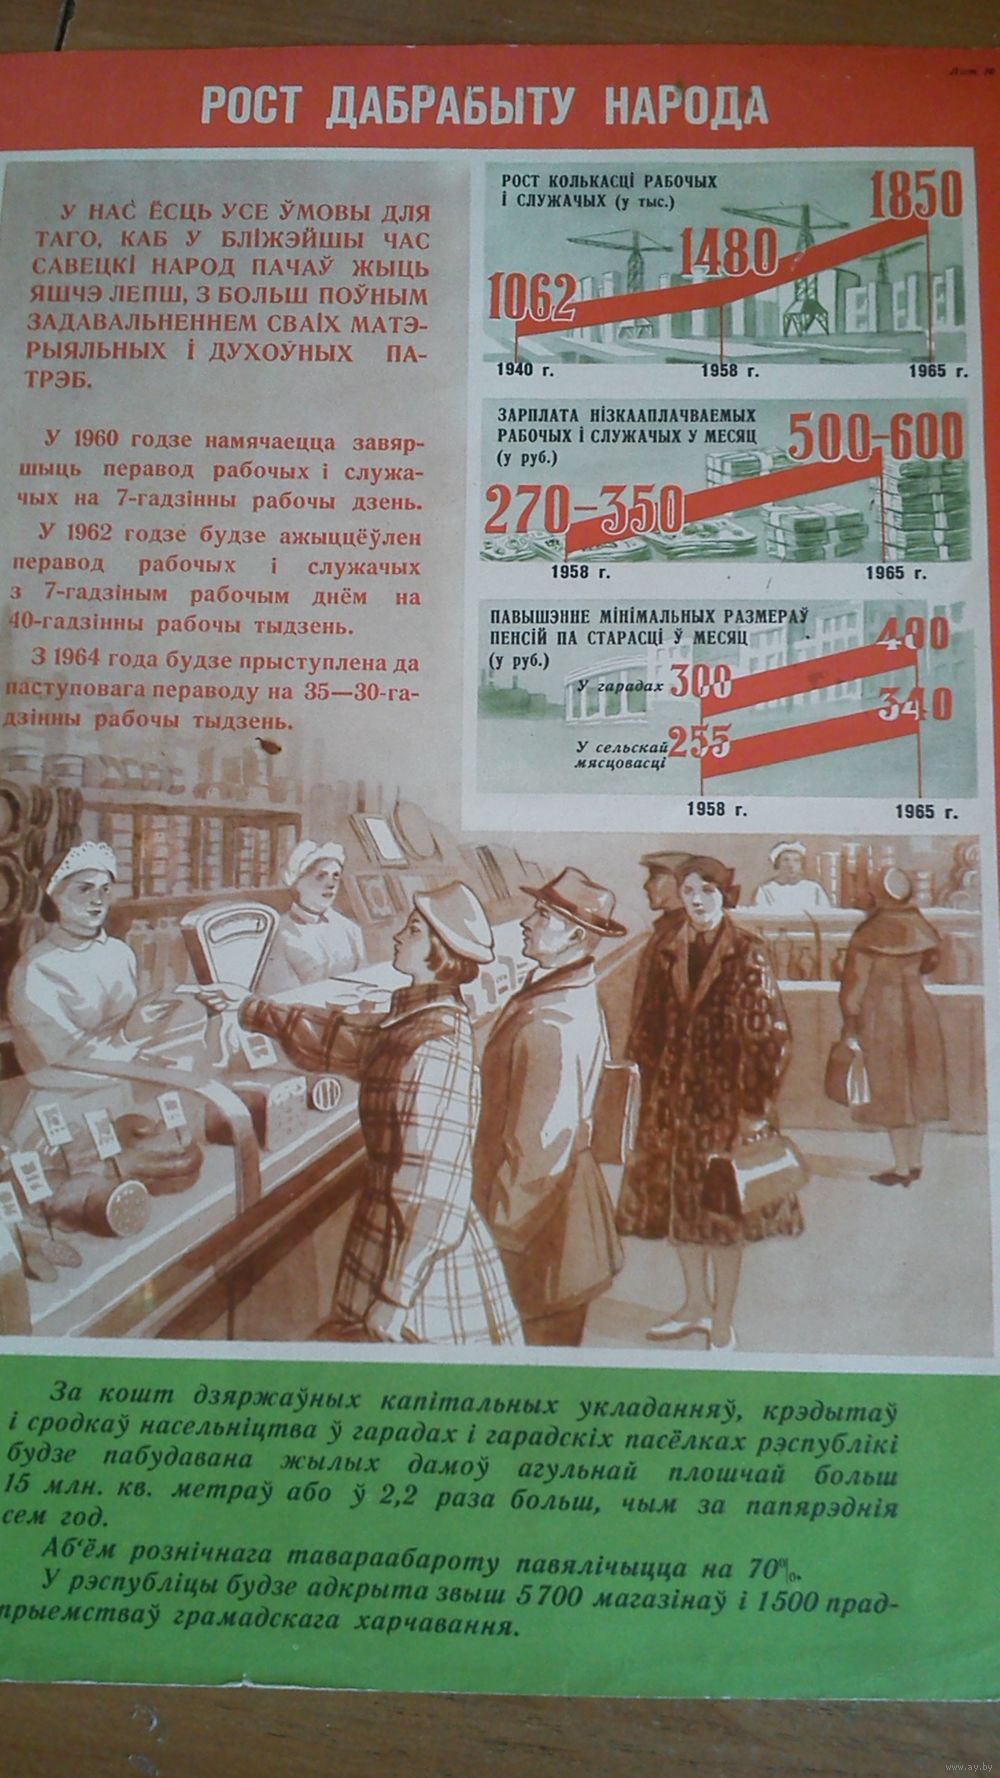 РОСТ ДАБРАБЫТУ НАРОДА
У НАС ЁСЦЬ УСЕ ЎМОВЫ ДЛЯ
ТАГО, КАБ У БЛІЖЭЙШЫ ЧАС
САВЕЦКІ НАРОД ПАЧАЎ ЖЫЦЬ
ЯШЧЭ ЛЕПШ, З БОЛЬШ ПОЎНЫМ
ЗАДАВАЛЬНЕННЕМ СВАІХ МАТЭ-
РЫЯЛЬНЫХ І ДУХОЎНЫХ ПА-
ТРЭБ.
У 1960 годзе намячаецца завяр-
шыць перавод рабочых і служа-
чых на 7-гадзінны рабочы дзень.
У 1962 годзе будзе ажыццёўлен
перавод рабочых і служачых
з 7-гадзіным рабочым днём на
40-гадзінны рабочы тыдзень.
З 1964 года будзе прыступлена да
паступовага пераводу на 35—30-га-
дзінны рабочы тыдзень.
РОСТ КОЛЬКАСЦІ РАБОЧЫХ
І СЛУЖАЧЫХ (у тыс.)
1062
1480
1850
1940 г.
1958 г.
1965 г.
ЗАРПЛАТА НІЗКААПЛАЧВАЕМЫХ
РАБОЧЫХ І СЛУЖАЧЫХ У МЕСЯЦ
(у руб.)
270—350
500—600
1958 г.
1965 г.
ПАВЫШЭННЕ МІНІМАЛЬНЫХ РАЗМЕРАЎ
ПЕНСІЙ ПА СТАРАСЦІ Ў МЕСЯЦ
(у руб.)
У гарадах 300
400
У сельскай 255
мясцовасці
340
1958 г.
1965 г.
За кошт дзяржаўных капітальных укладанняў, крэдытаў
і сродкаў насельніцтва ў гарадах і гарадскіх пасёлках рэспублікі
будзе пабудавана жылых дамоў агульнай плошчай больш
15 млн. кв. метраў або ў 2,2 раза больш, чым за папярэднія
сем год.
Аб‘ём рознічнага тавараабароту павялічыцца на 70%.
У рэспубліцы будзе адкрыта звыш 5700 магазінаў і 1500 прад-
прыемстваў грамадскага харчавання.
www.ay.by